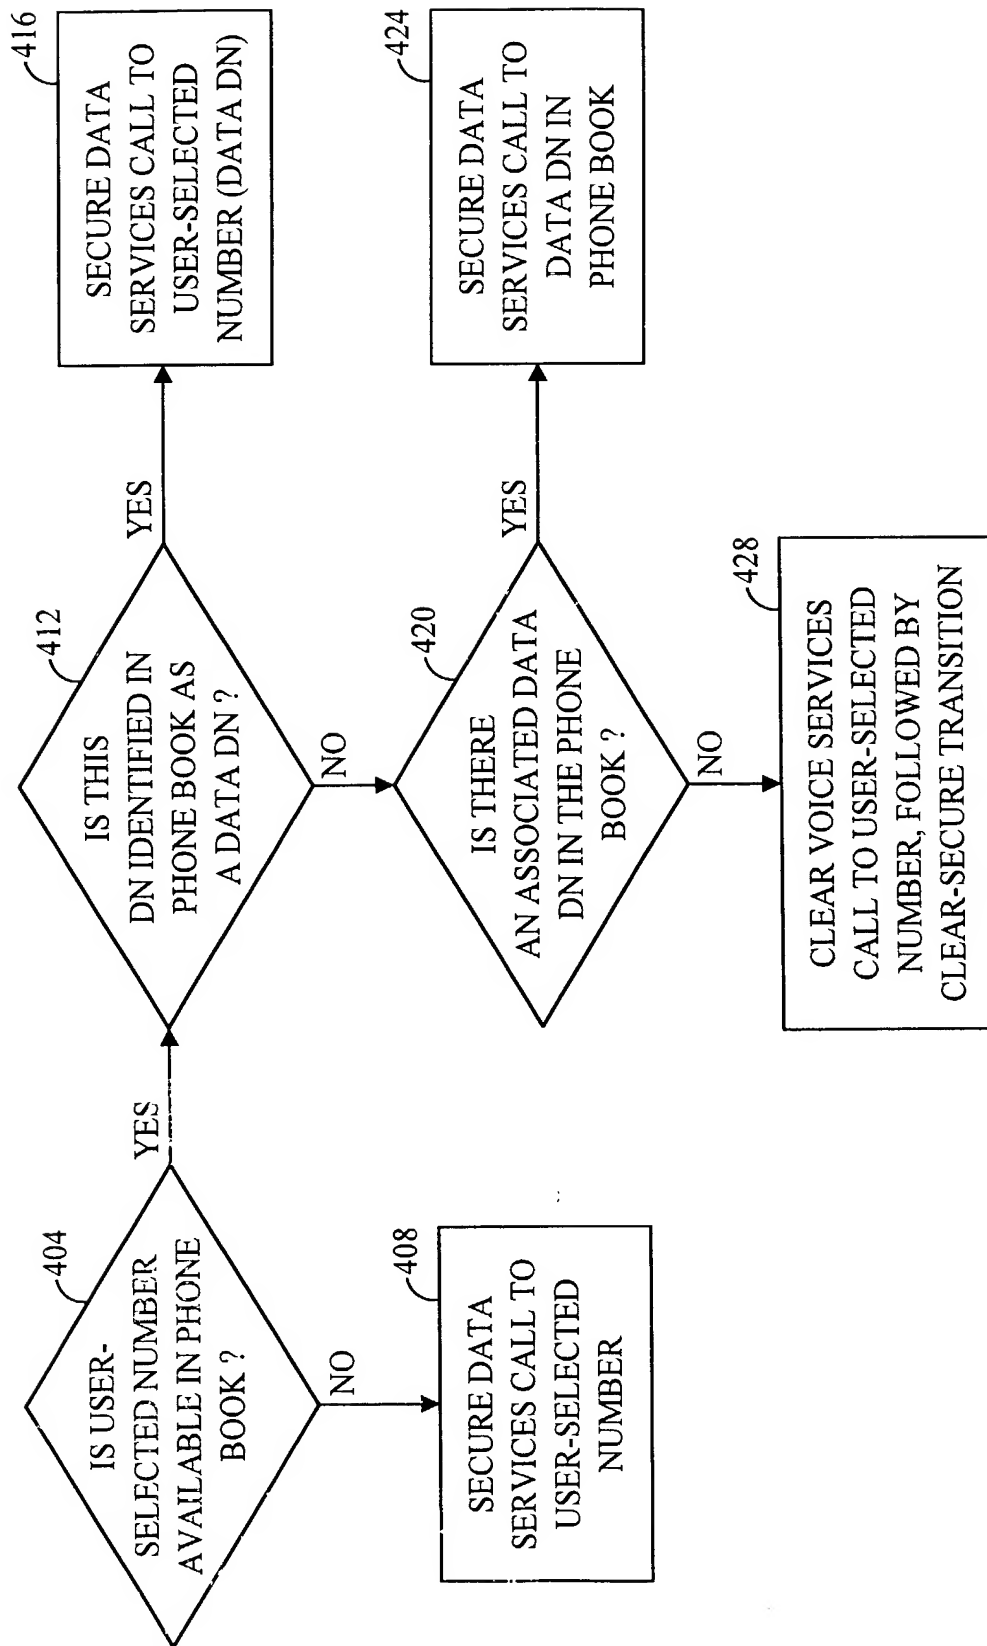 404
IS USER-
SELECTED NUMBER
AVAILABLE IN PHONE
BOOK ?
YES
NO
408
SECURE DATA
SERVICES CALL TO
USER-SELECTED
NUMBER
412
IS THIS
DN IDENTIFIED IN
PHONE BOOK AS
A DATA DN ?
YES
NO
416
SECURE DATA
SERVICES CALL TO
USER-SELECTED
NUMBER (DATA DN)
420
IS THERE
AN ASSOCIATED DATA
DN IN THE PHONE
BOOK ?
YES
NO
424
SECURE DATA
SERVICES CALL TO
DATA DN IN
PHONE BOOK
428
CLEAR VOICE SERVICES
CALL TO USER-SELECTED
NUMBER, FOLLOWED BY
CLEAR-SECURE TRANSITION